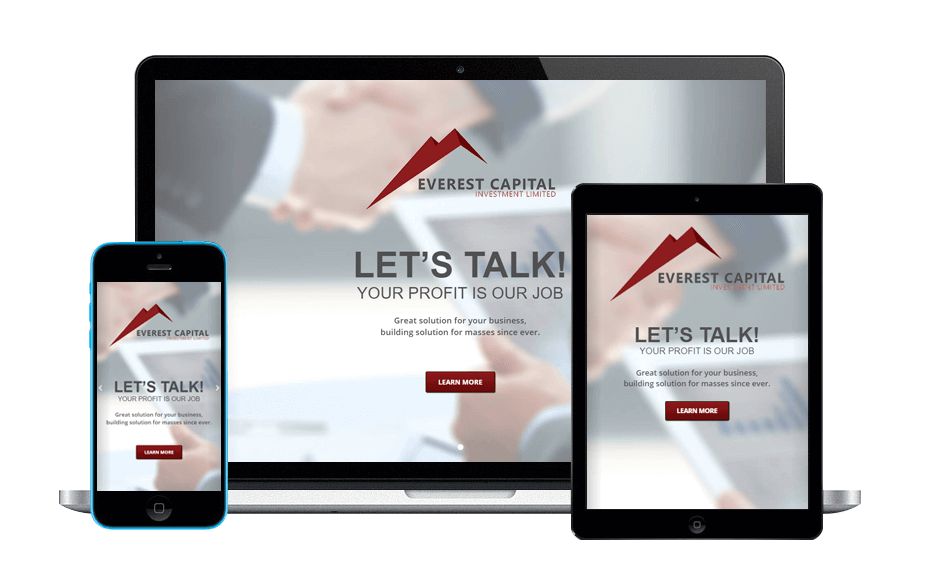 EVEREST CAPITAL
INVESTMENT LIMITED
LET'S TALK!
YOUR PROFIT IS OUR JOB
Great solution for your business,
building solution for masses since ever.
LEARN MORE
EVEREST CAPITAL
INVESTMENT LIMITED
LET'S TALK!
YOUR PROFIT IS OUR JOB
Great solution for your business,
building solution for masses since ever.
LEARN MORE
EVEREST CAPITAL
INVESTMENT LIMITED
LET'S TALK!
YOUR PROFIT IS OUR JOB
Great solution for your business,
building solution for masses since ever.
LEARN MORE